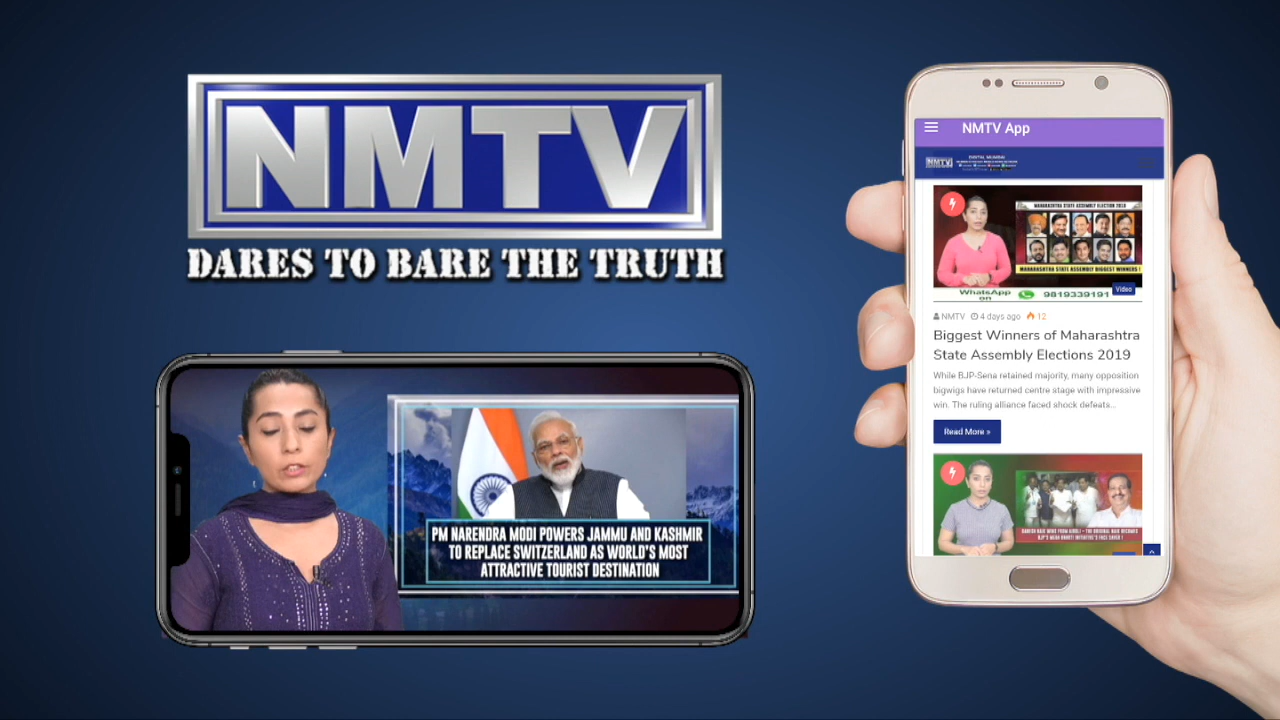 NMTV
DARES TO BARE THE TRUTH
PM NARENDRA MODI POWERS JAMMU AND KASHMIR
TO REPLACE SWITZERLAND AS WORLD'S MOST
ATTRACTIVE TOURIST DESTINATION
NMTV App
NMTV
DIGITAL MUMBAI
MAHARASHTRA STATE ASSEMBLY ELECTION 2019
MAHARASHTRA STATE ASSEMBLY BIGGEST WINNERS !
WhatsApp
on
9819339191
Video
NMTV 4 days ago 12
Biggest Winners of Maharashtra
State Assembly Elections 2019
While BJP-Sena retained majority, many opposition
bigwigs have returned centre stage with impressive
win. The ruling alliance faced shock defeats...
Read More »